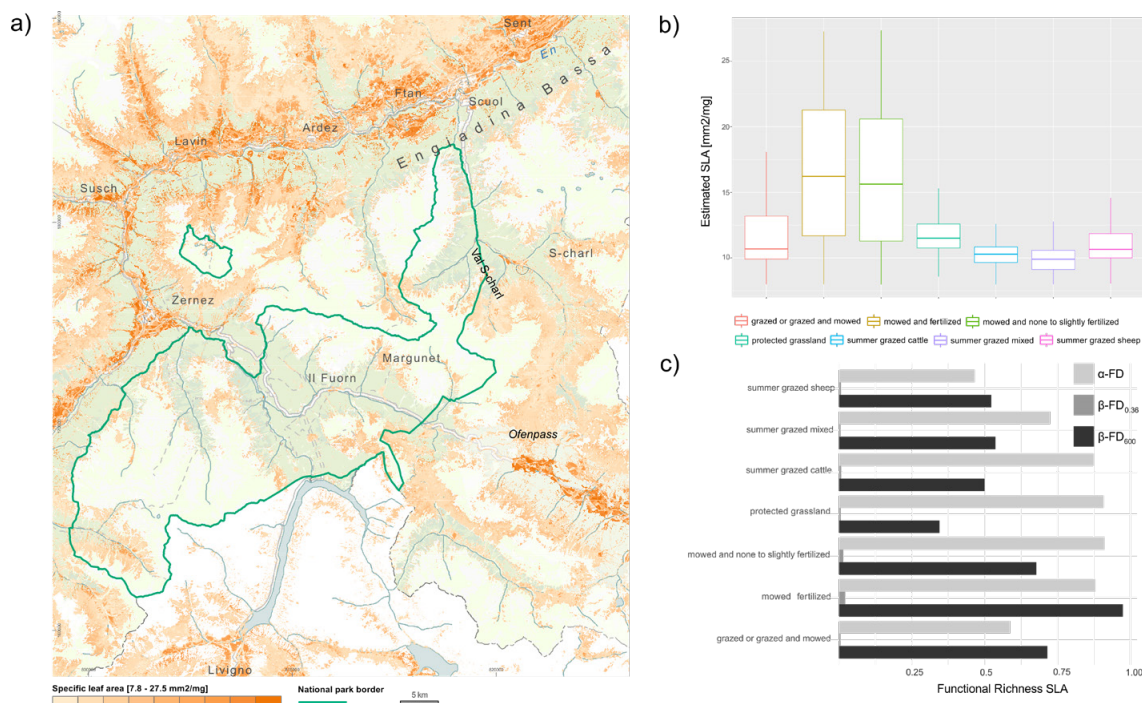 a)
Sent
En
Engiadina Bassa
Ftan
Scuol
Ardez
Lavin
Susch
S-charl
Val S-charl
Zernez
Margunet
Il Fuorn
Ofenpass
Livigno
Specific leaf area [7.8 - 27.5 mm2/mg]
National park border
5 km
b)
Estimated SLA [mm2/mg]
25
20
15
10
grazed or grazed and mowed
mowed and fertilized
mowed and none to slightly fertilized
protected grassland
summer grazed cattle
summer grazed mixed
summer grazed sheep
c)
α-FD
β-FD0.36
β-FD600
summer grazed sheep
summer grazed mixed
summer grazed cattle
protected grassland
mowed and none to slightly fertilized
mowed fertilized
grazed or grazed and mowed
0.25 0.5 0.75 1.00
Functional Richness SLA